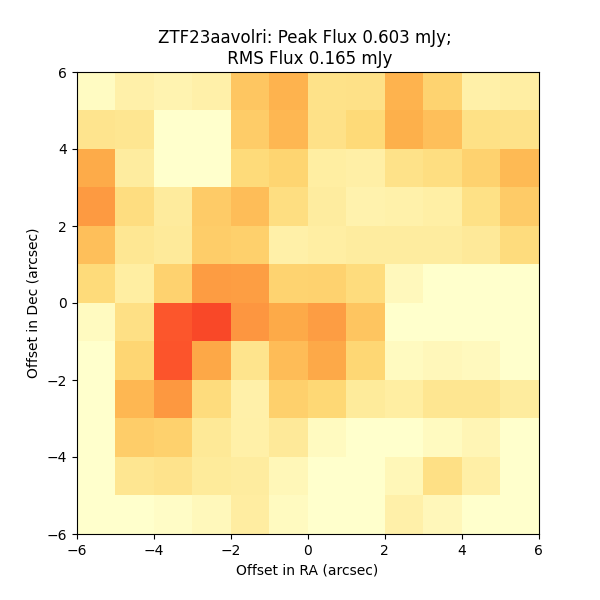 ZTF23aavolri: Peak Flux 0.603 mJy;
RMS Flux 0.165 mJy
6
4
2
0
−2
−4
−6
Offset in Dec (arcsec)
−6 −4 −2 0 2 4 6
Offset in RA (arcsec)